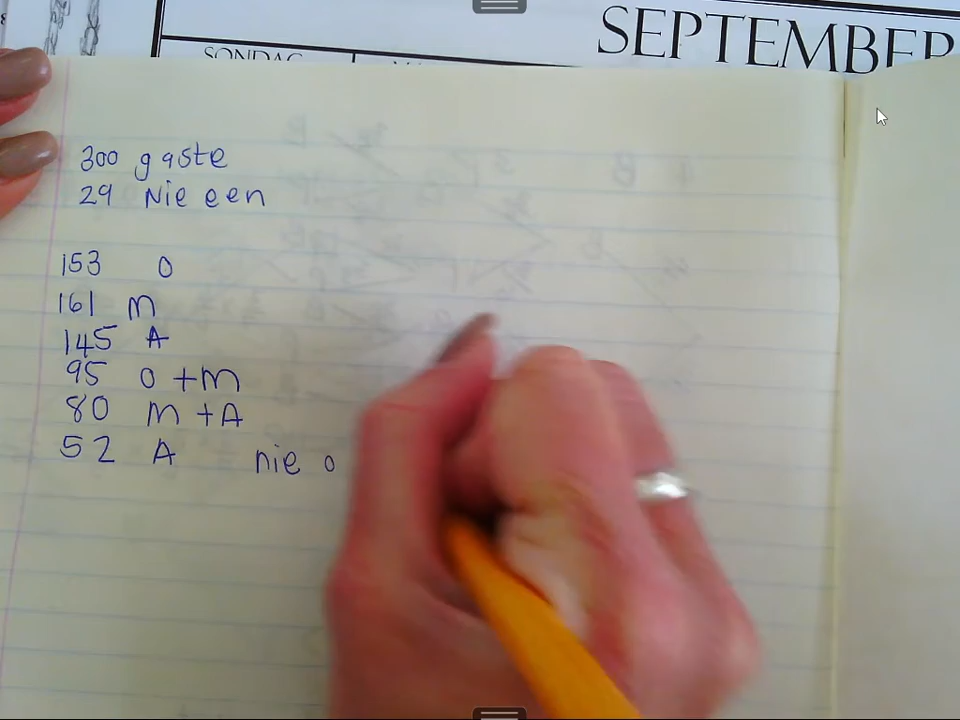 SEPTEMBER
SONDAG
300 gaste
29 Nie een
153 O
161 m
145 A
95 O + m
80 m + A
52 A nie o